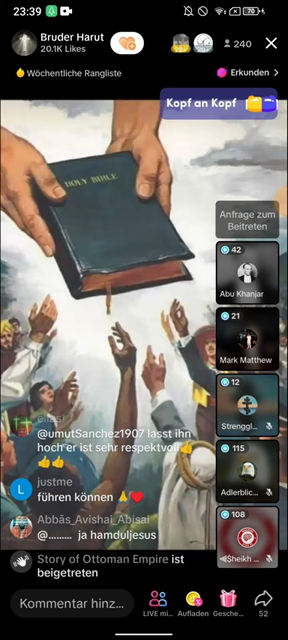 23:39
70
Bruder Harut
20.1K Likes
240
Wöchentliche Rangliste
Erkunden
Kopf an Kopf
HOLY BIBLE
Anfrage zum
Beitreten
42
Abu Khanjar
21
Mark Matthew
12
Strenggl...
115
Adlerblic...
108
@umutSanchez1907 lasst ihn
hoch er ist sehr respektvoll👍
👍👍
L
justme
führen können 🙏❤️
Abbās_Avishai_Abisai
@......... ja hamduljesus
Story of Ottoman Empire ist
beigetreten
Kommentar hinz...
LIVE mi...
Aufladen
Gesche...
52